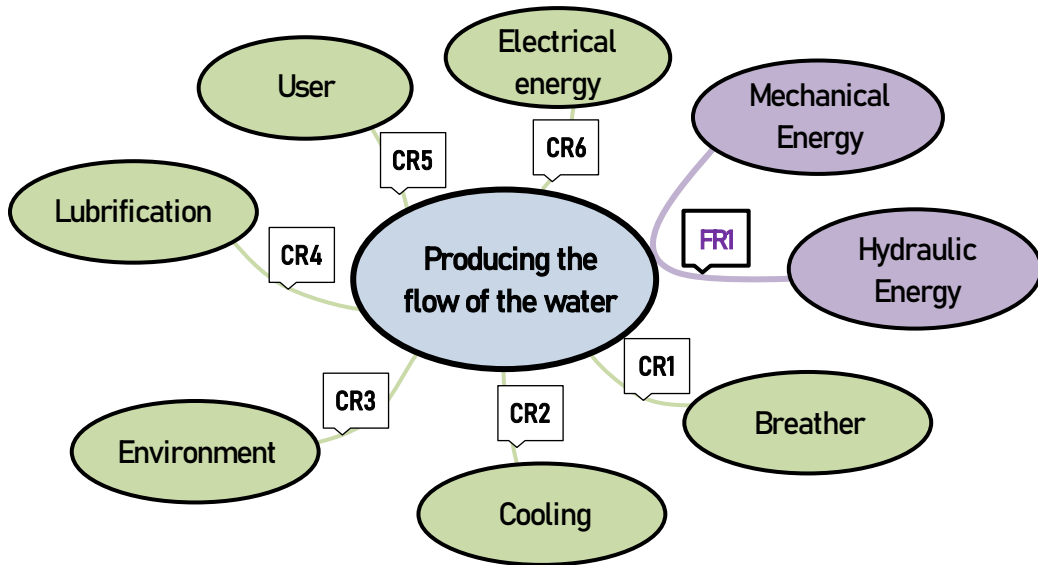 Electrical
energy
User
Mechanical
Energy
CR6
CR5
Lubrification
FR1
CR4
Producing the
flow of the water
Hydraulic
Energy
CR1
CR3
CR2
Breather
Environment
Cooling